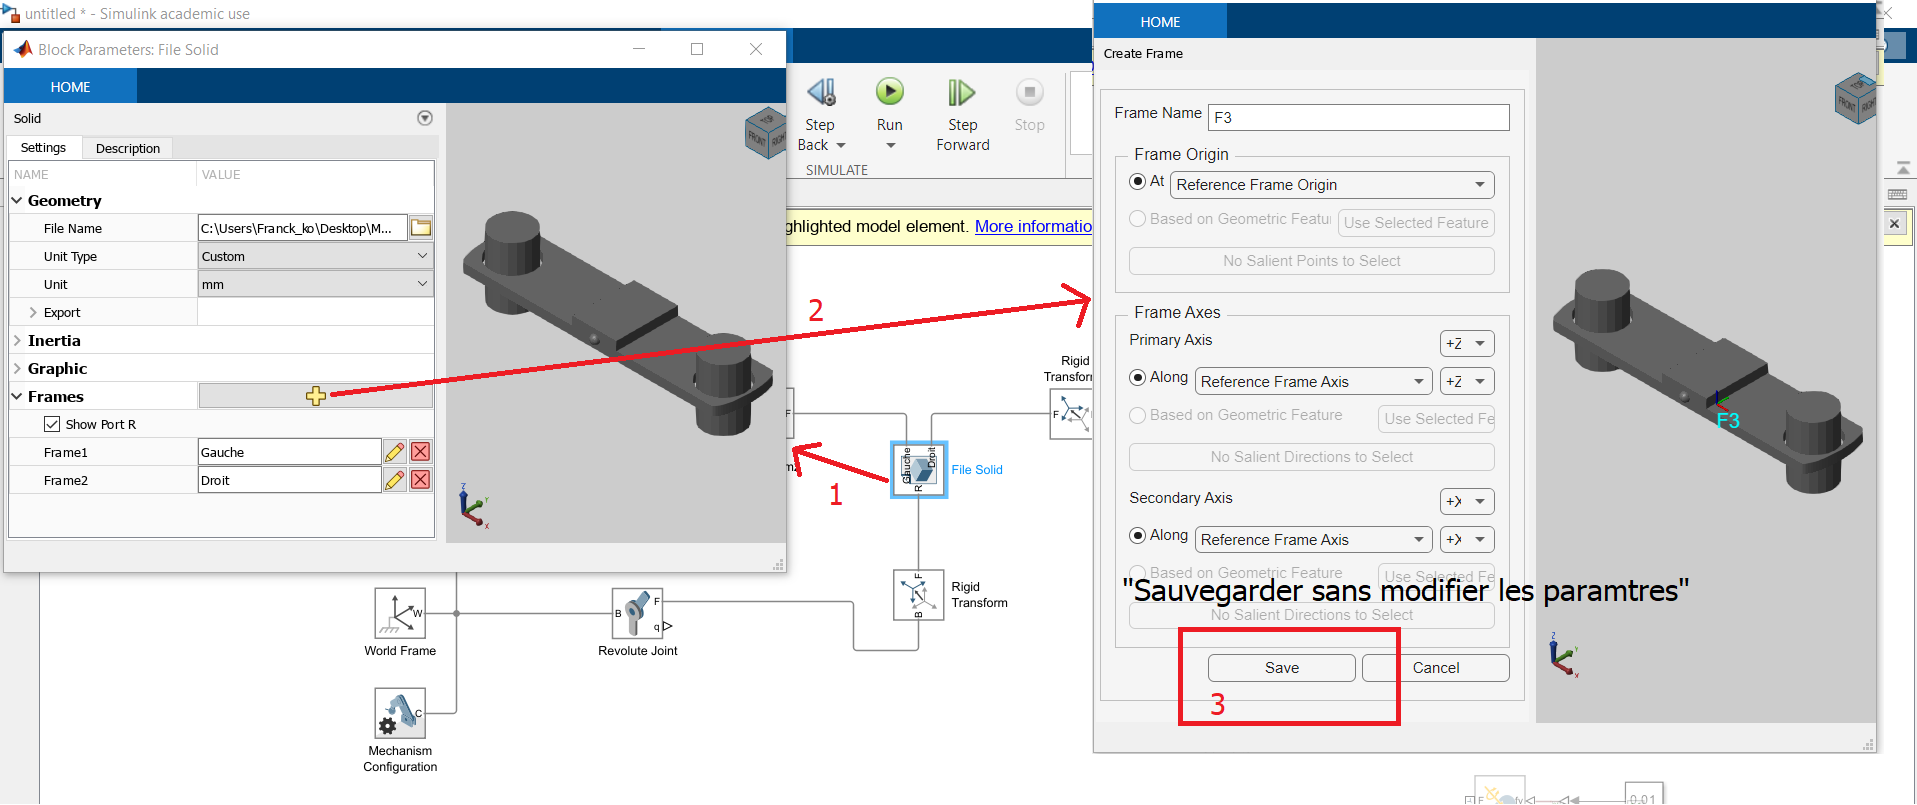 untitled * - Simulink academic use
Block Parameters: File Solid
HOME
Solid
Settings
Description
NAME
VALUE
Geometry
File Name
C:\Users\Franck_ko\Desktop\M...
Unit Type
Custom
Unit
mm
Export
Inertia
Graphic
Frames
Show Port R
Frame1
Gauche
Frame2
Droit
FRONT
RIGHT
Z
Y
X
Step
Back
Run
Step
Forward
Stop
SIMULATE
ghlighted model element. More informatio
2
1
Rigid
Transform
F
F
Gauche
Droit
R
File Solid
F
B
Rigid
Transform
W
World Frame
B
F
q
Revolute Joint
C
Mechanism
Configuration
HOME
Create Frame
Frame Name
F3
Frame Origin
At
Reference Frame Origin
Based on Geometric Featu
Use Selected Feature
No Salient Points to Select
Frame Axes
Primary Axis
+Z
Along
Reference Frame Axis
+Z
Based on Geometric Feature
Use Selected Fe
No Salient Directions to Select
Secondary Axis
+X
Along
Reference Frame Axis
+X
Based on Geometric Feature
Use Selected Fe
"Sauvegarder sans modifier les paramtres"
No Salient Directions to Select
Save
Cancel
3
FRONT
RIGHT
F3
Z
Y
X
F
fy
0.01